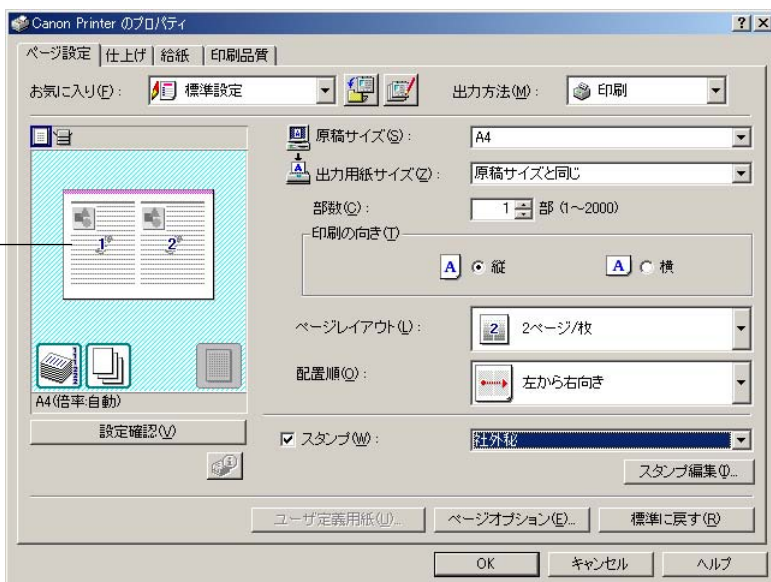 Canon Printer のプロパティ
ページ設定 仕上げ 給紙 印刷品質
お気に入り(F): 標準設定 出力方法(M): 印刷
原稿サイズ(S): A4
出力用紙サイズ(Z): 原稿サイズと同じ
部数(C): 1 部 (1～2000)
印刷の向き(T)
A 縦 A 横
ページレイアウト(L): 2 2ページ/枚
配置順(O): 左から右向き
1 2
A4(倍率:自動)
設定確認(V)
スタンプ(W): 社外秘
スタンプ編集(I)...
ユーザ定義用紙(U)... ページオプション(E)... 標準に戻す(R)
OK キャンセル ヘルプ